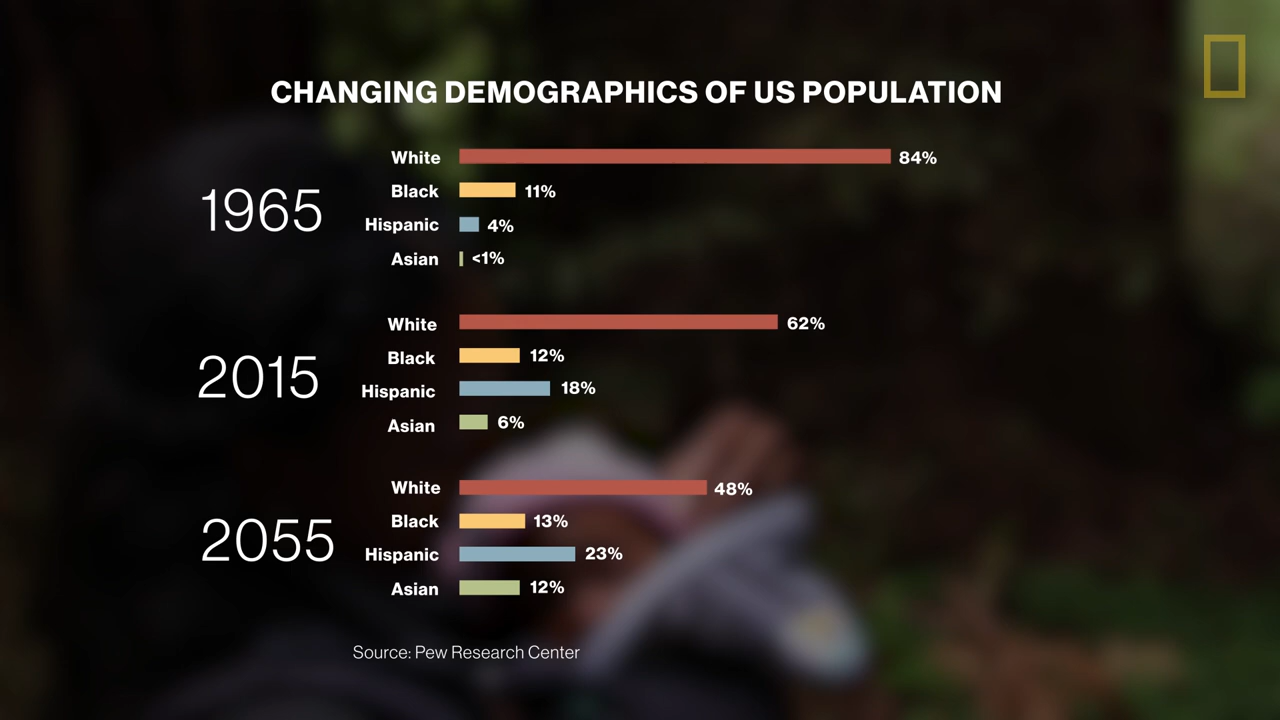 CHANGING DEMOGRAPHICS OF US POPULATION
1965
White 84%
Black 11%
Hispanic 4%
Asian <1%
2015
White 62%
Black 12%
Hispanic 18%
Asian 6%
2055
White 48%
Black 13%
Hispanic 23%
Asian 12%
Source: Pew Research Center